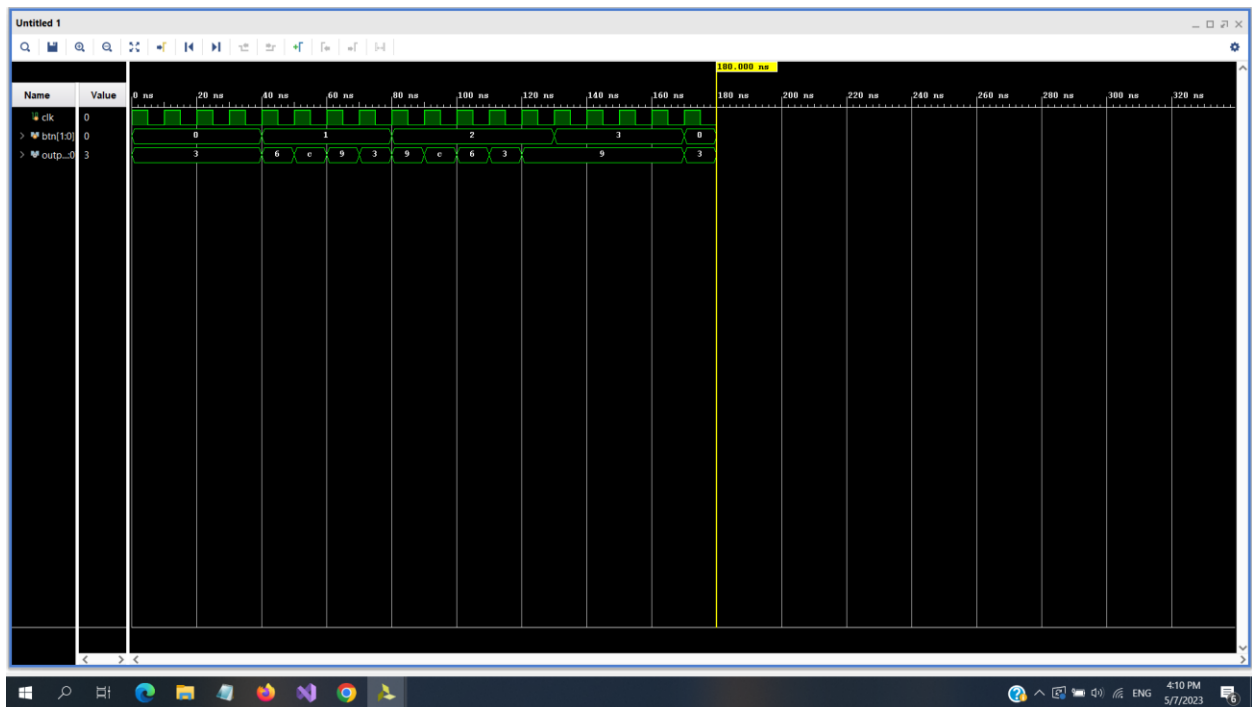 Untitled 1
180.000 ns
Name Value 0 ns 20 ns 40 ns 60 ns 80 ns 100 ns 120 ns 140 ns 160 ns 180 ns 200 ns 220 ns 240 ns 260 ns 280 ns 300 ns 320 ns
clk 0
btn[1:0] 0 0 1 2 3 0
outp...:0 3 3 6 c 9 3 9 c 6 3 9 3
ENG 4:10 PM
5/7/2023 6